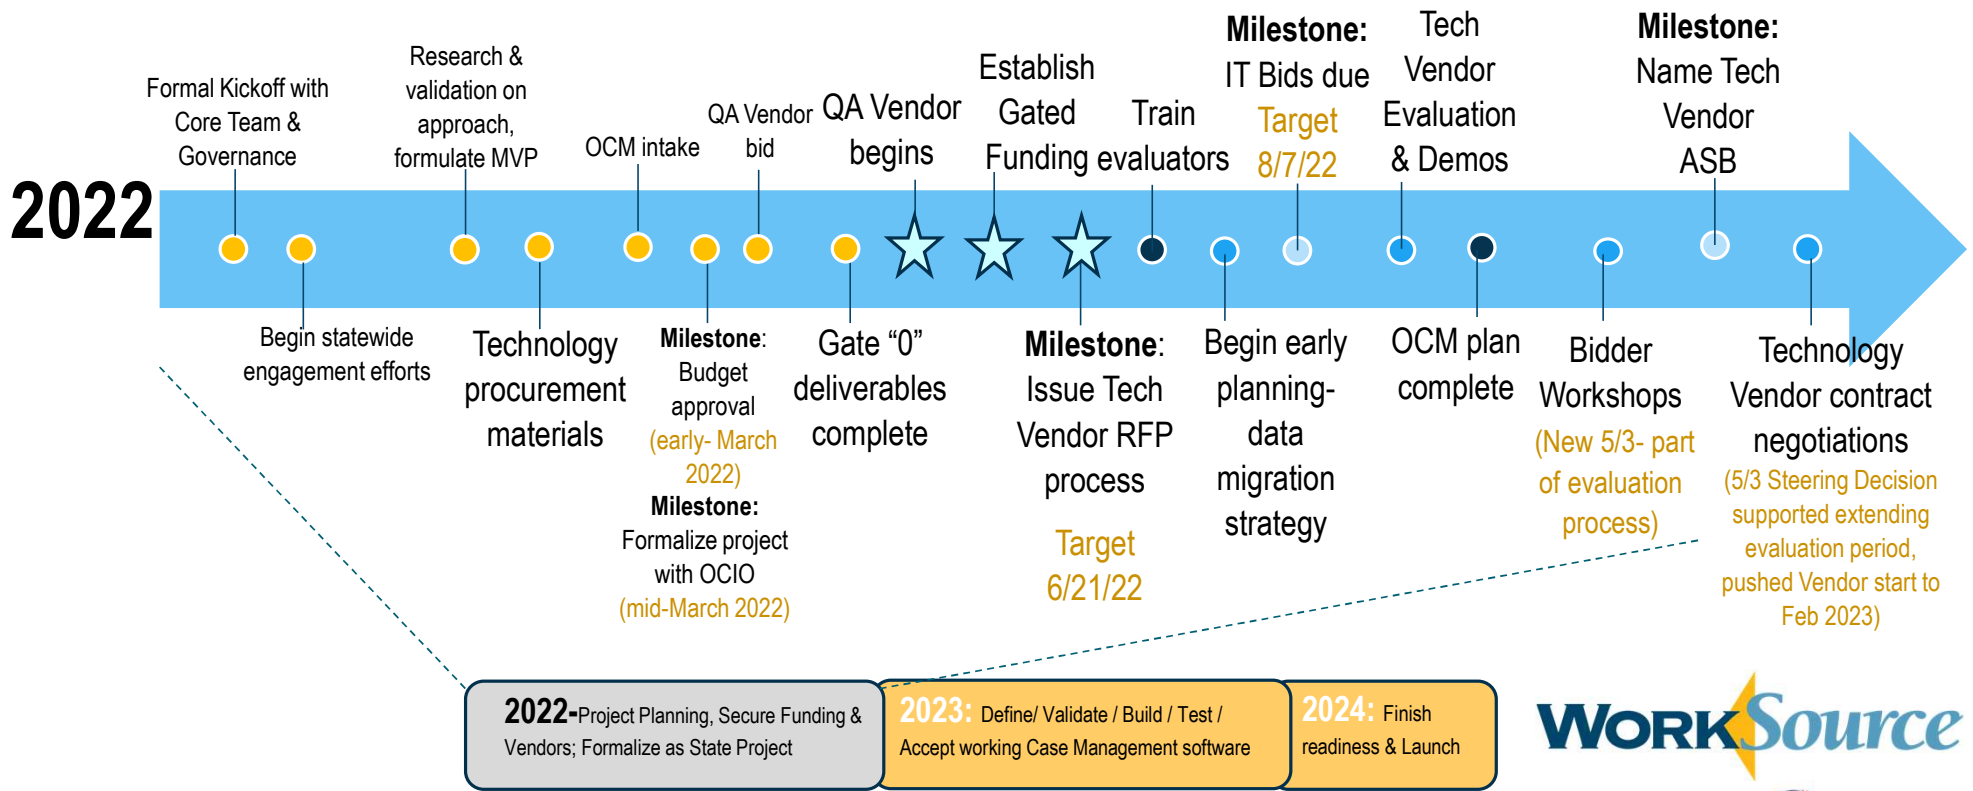 2022
Formal Kickoff with
Core Team &
Governance
Begin statewide
engagement efforts
Research &
validation on
approach,
formulate MVP
Technology
procurement
materials
OCM intake
Milestone:
Budget
approval
(early- March
2022)
Milestone:
Formalize project
with OCIO
(mid-March 2022)
QA Vendor
bid
Gate “0”
deliverables
complete
QA Vendor
begins
Establish
Gated
Funding
Milestone:
Issue Tech
Vendor RFP
process
Target
6/21/22
Train
evaluators
Begin early
planning-
data
migration
strategy
Milestone:
IT Bids due
Target
8/7/22
Tech
Vendor
Evaluation
& Demos
OCM plan
complete
Bidder
Workshops
(New 5/3- part
of evaluation
process)
Milestone:
Name Tech
Vendor
ASB
Technology
Vendor contract
negotiations
(5/3 Steering Decision
supported extending
evaluation period,
pushed Vendor start to
Feb 2023)
2022-Project Planning, Secure Funding &
Vendors; Formalize as State Project
2023: Define/ Validate / Build / Test /
Accept working Case Management software
2024: Finish
readiness & Launch
WORKSource